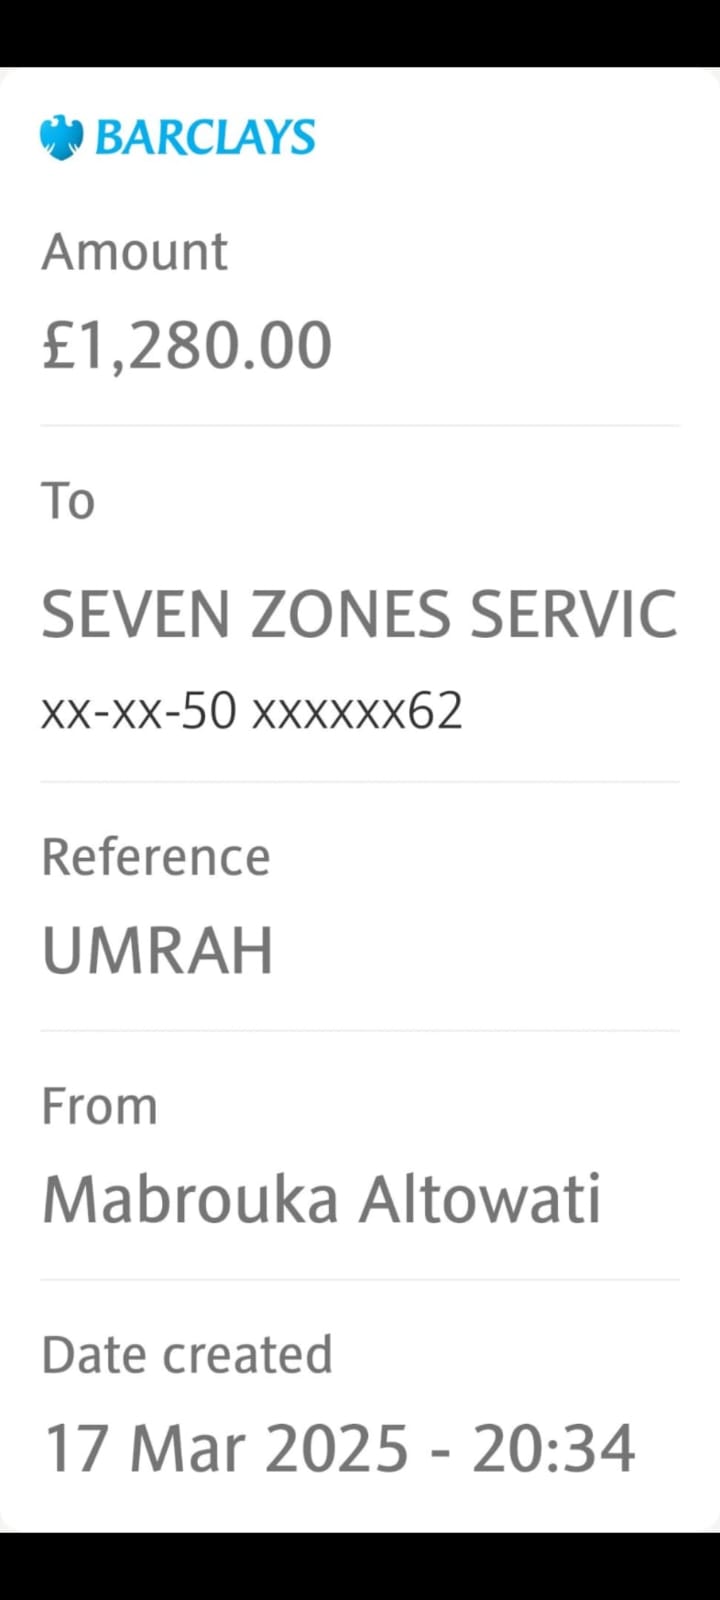 BARCLAYS
Amount
£1,280.00
To
SEVEN ZONES SERVIC
xx-xx-50 xxxxxx62
Reference
UMRAH
From
Mabrouka Altowati
Date created
17 Mar 2025 - 20:34